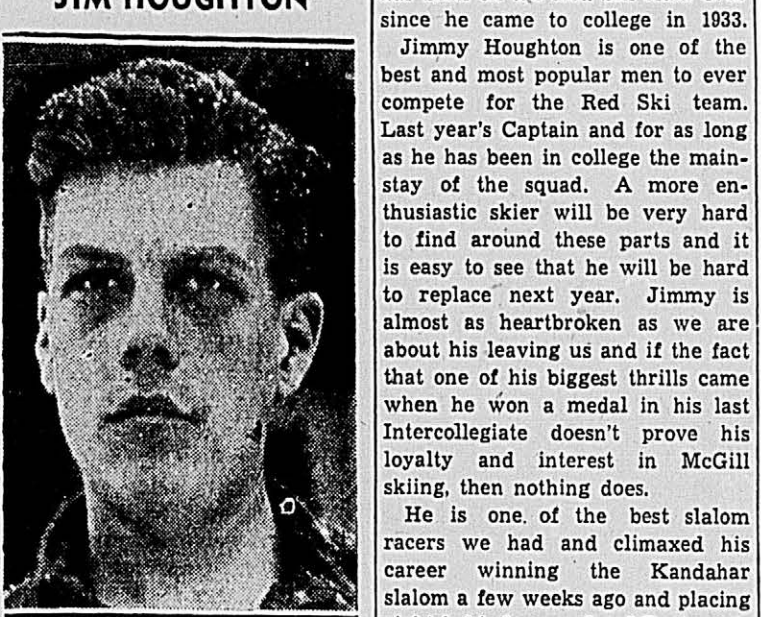 JIM HOUGHTON
since he came to college in 1933.
Jimmy Houghton is one of the
best and most popular men to ever
compete for the Red Ski team.
Last year's Captain and for as long
as he has been in college the main-
stay of the squad. A more en-
thusiastic skier will be very hard
to find around these parts and it
is easy to see that he will be hard
to replace next year. Jimmy is
almost as heartbroken as we are
about his leaving us and if the fact
that one of his biggest thrills came
when he won a medal in his last
Intercollegiate doesn't prove his
loyalty and interest in McGill
skiing, then nothing does.
He is one. of the best slalom
racers we had and climaxed his
career winning the Kandahar
slalom a few weeks ago and placing